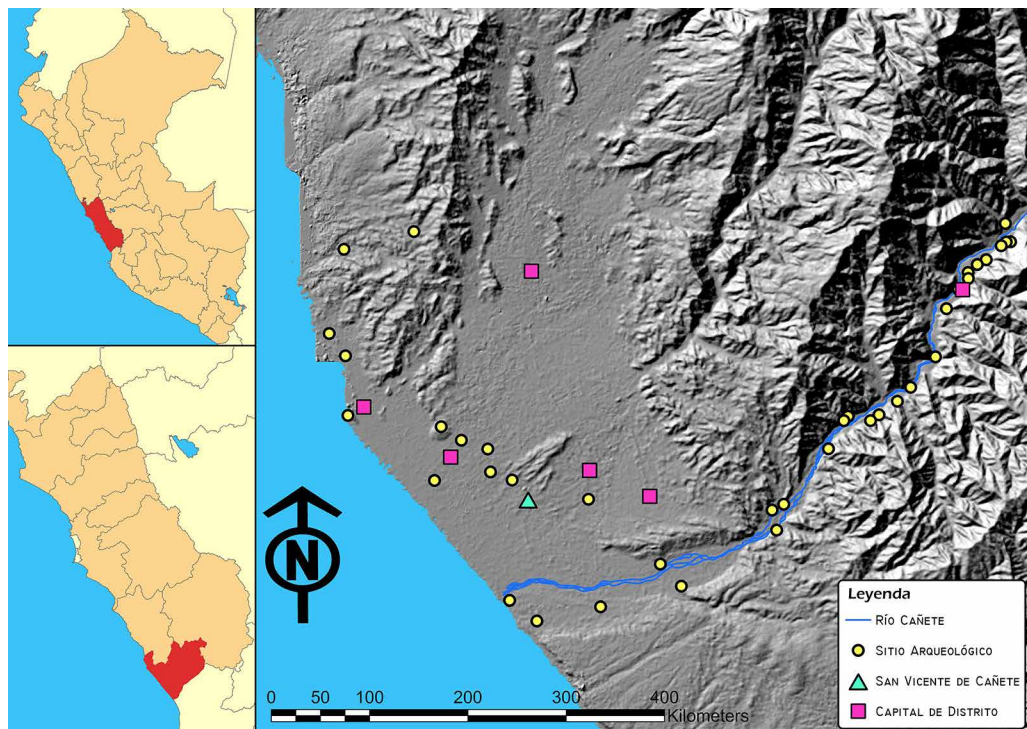 N
0 50 100 200 300 400
Kilometers
Leyenda
Río Cañete
Sitio Arqueológico
San Vicente de Cañete
Capital de Distrito